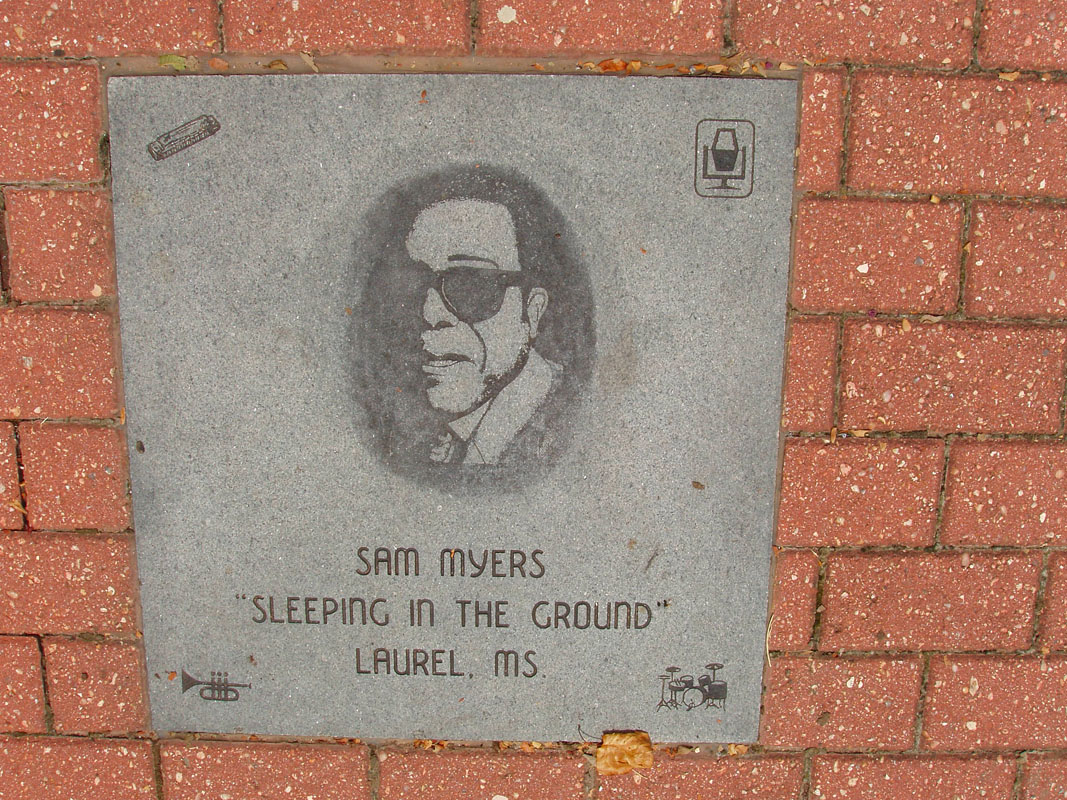 SAM MYERS
"SLEEPING IN THE GROUND"
LAUREL, MS.